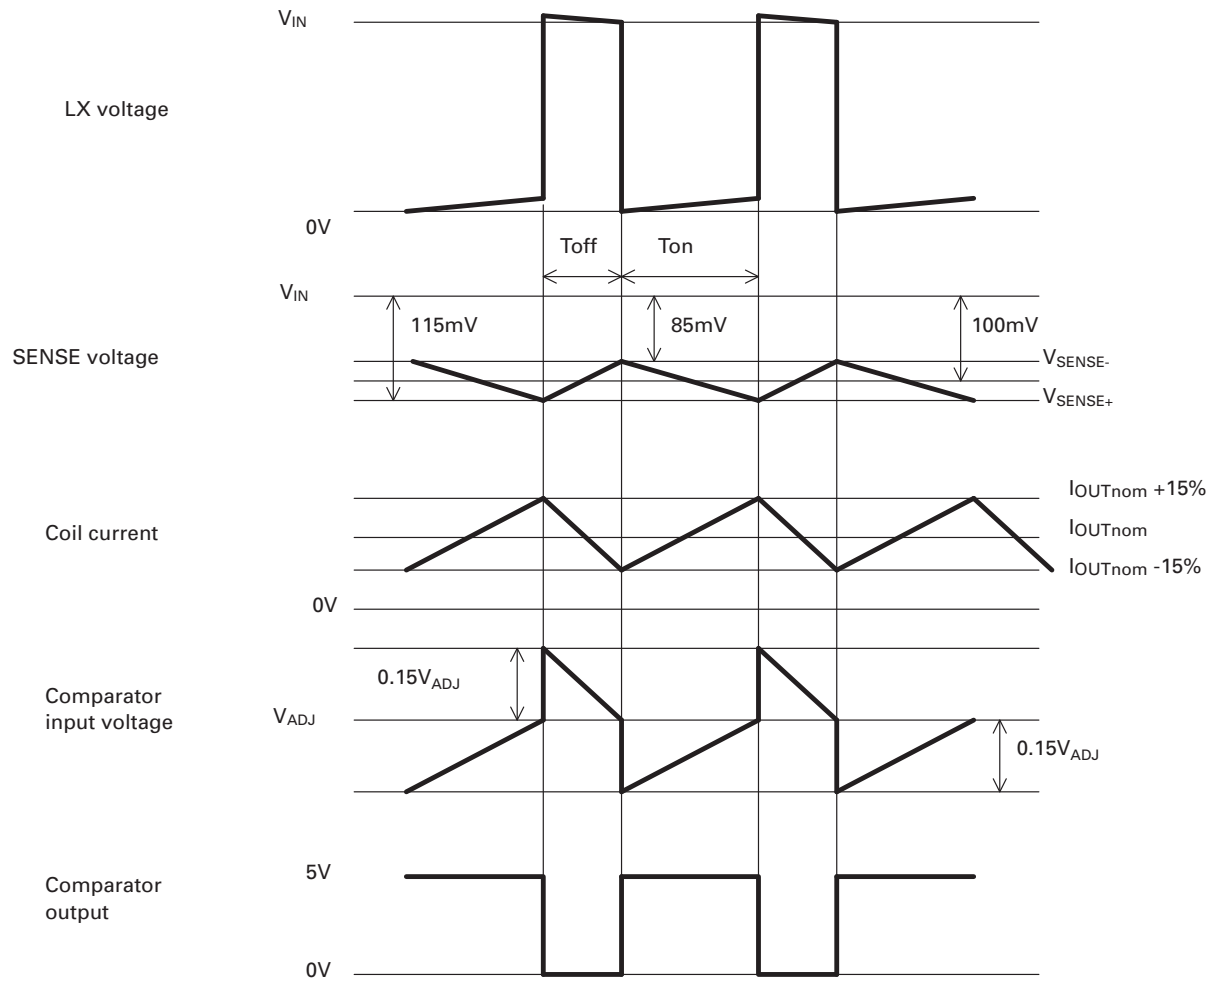 VIN
LX voltage
0V
Toff
Ton
VIN
115mV
85mV
100mV
SENSE voltage
VSENSE-
VSENSE+
IOUTnom +15%
Coil current
IOUTnom
IOUTnom -15%
0V
0.15VADJ
Comparator
input voltage
VADJ
0.15VADJ
5V
Comparator
output
0V